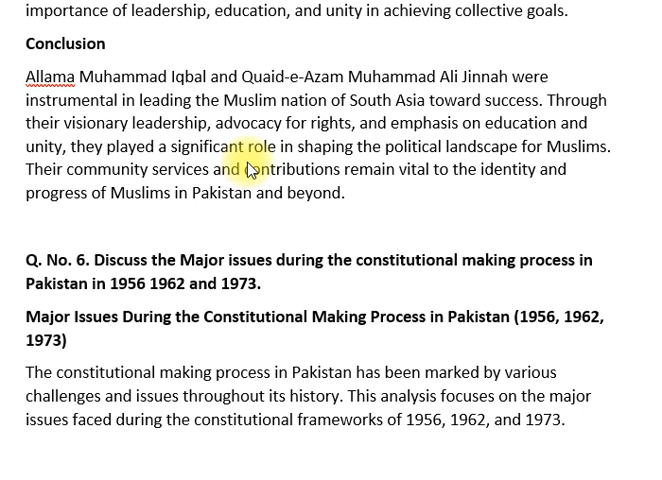 importance of leadership, education, and unity in achieving collective goals.
Conclusion
Allama Muhammad Iqbal and Quaid-e-Azam Muhammad Ali Jinnah were
instrumental in leading the Muslim nation of South Asia toward success. Through
their visionary leadership, advocacy for rights, and emphasis on education and
unity, they played a significant role in shaping the political landscape for Muslims.
Their community services and contributions remain vital to the identity and
progress of Muslims in Pakistan and beyond.
Q. No. 6. Discuss the Major issues during the constitutional making process in
Pakistan in 1956 1962 and 1973.
Major Issues During the Constitutional Making Process in Pakistan (1956, 1962,
1973)
The constitutional making process in Pakistan has been marked by various
challenges and issues throughout its history. This analysis focuses on the major
issues faced during the constitutional frameworks of 1956, 1962, and 1973.